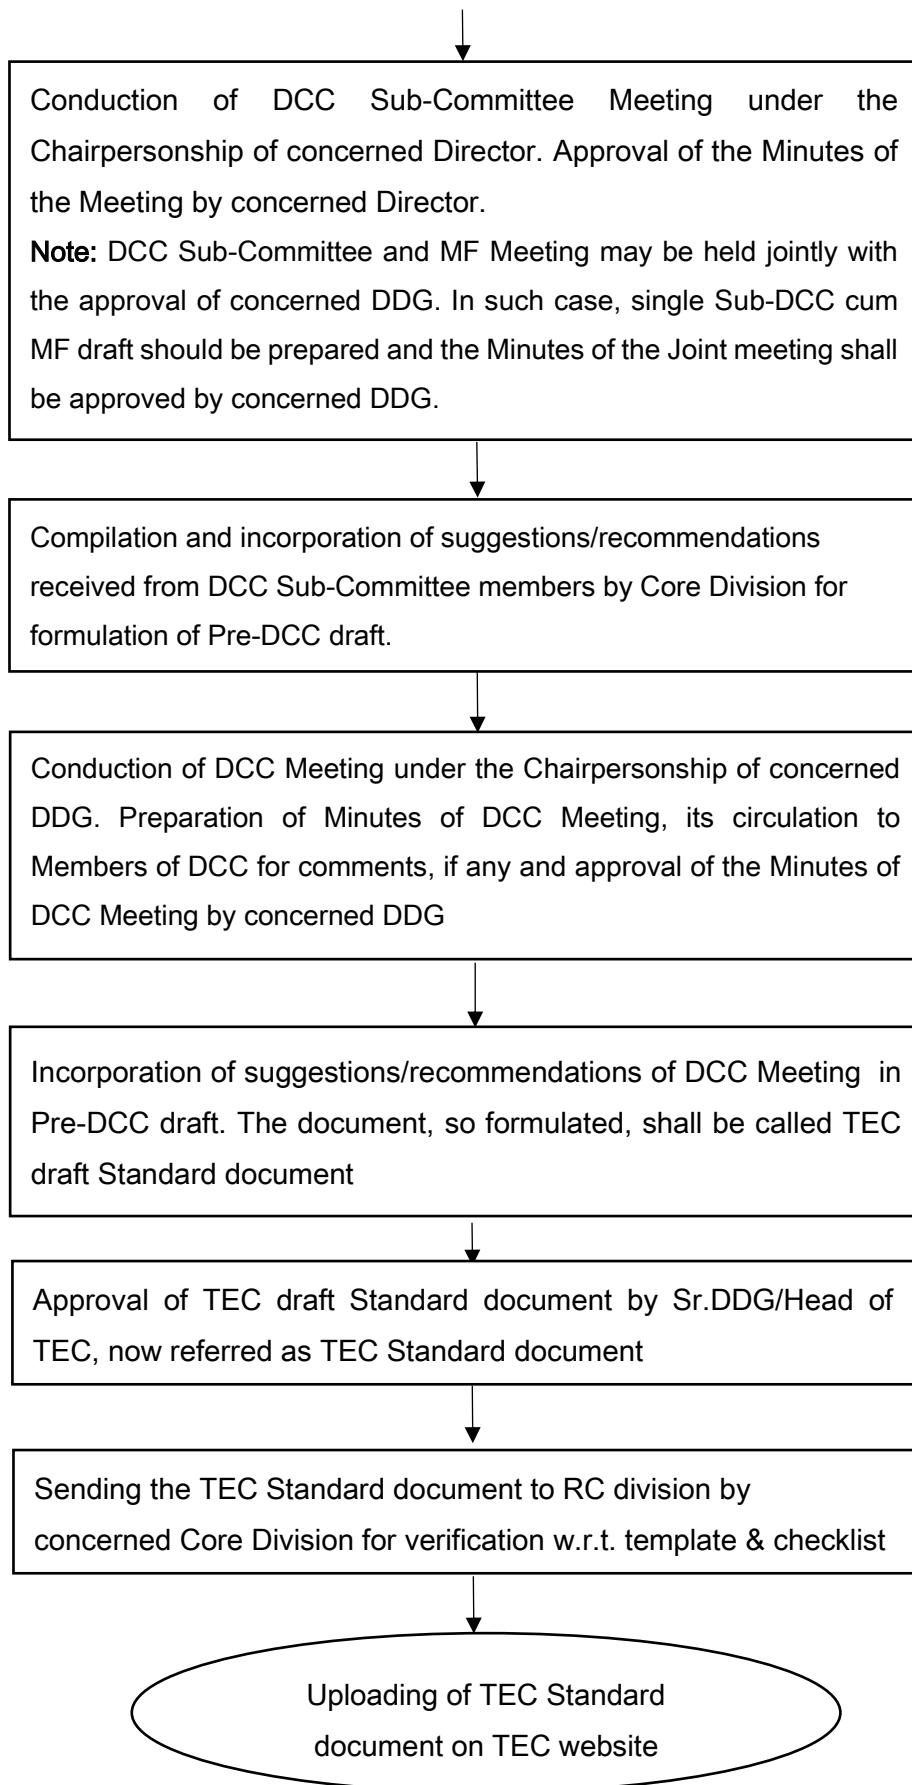 Conduction of DCC Sub-Committee Meeting under the
Chairpersonship of concerned Director. Approval of the Minutes of
the Meeting by concerned Director.
Note: DCC Sub-Committee and MF Meeting may be held jointly with
the approval of concerned DDG. In such case, single Sub-DCC cum
MF draft should be prepared and the Minutes of the Joint meeting shall
be approved by concerned DDG.
Compilation and incorporation of suggestions/recommendations
received from DCC Sub-Committee members by Core Division for
formulation of Pre-DCC draft.
Conduction of DCC Meeting under the Chairpersonship of concerned
DDG. Preparation of Minutes of DCC Meeting, its circulation to
Members of DCC for comments, if any and approval of the Minutes of
DCC Meeting by concerned DDG
Incorporation of suggestions/recommendations of DCC Meeting in
Pre-DCC draft. The document, so formulated, shall be called TEC
draft Standard document
Approval of TEC draft Standard document by Sr.DDG/Head of
TEC, now referred as TEC Standard document
Sending the TEC Standard document to RC division by
concerned Core Division for verification w.r.t. template & checklist
Uploading of TEC Standard
document on TEC website